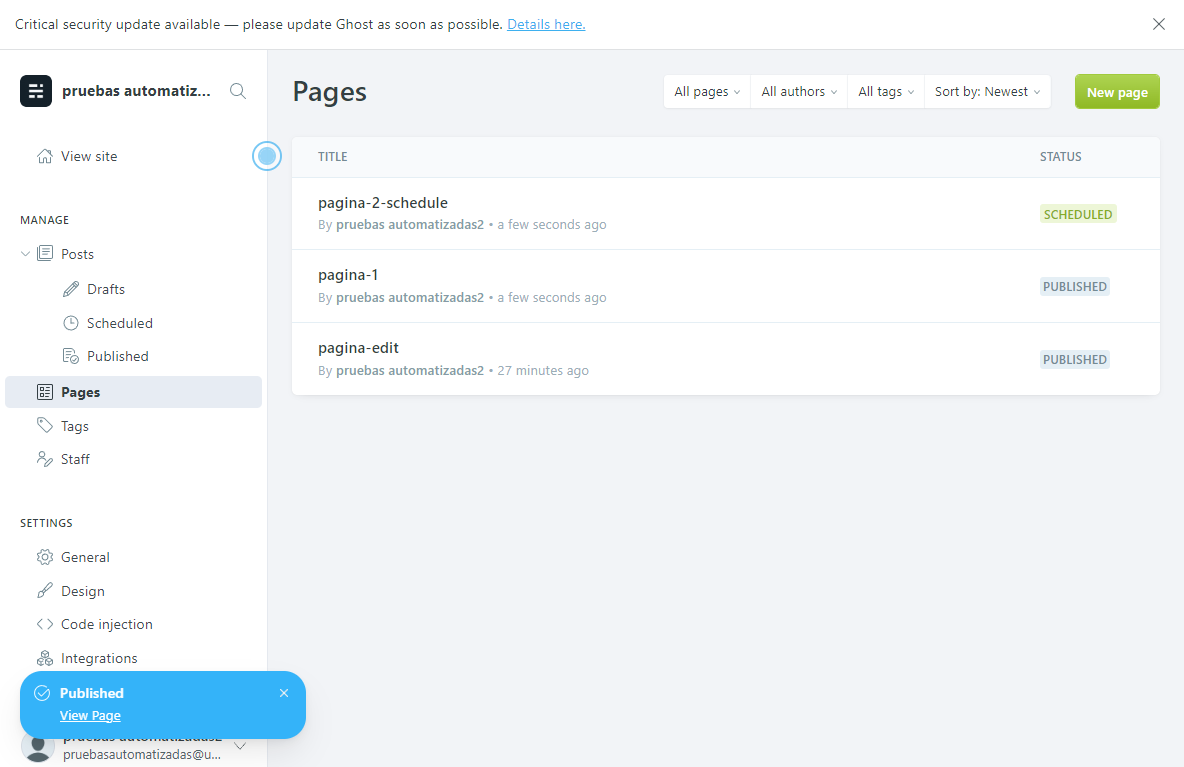 Critical security update available — please update Ghost as soon as possible. Details here.
pruebas automatiz...
View site
MANAGE
Posts
Drafts
Scheduled
Published
Pages
Tags
Staff
SETTINGS
General
Design
Code injection
Integrations
Published
View Page
pruebas automatizadas2
pruebasautomatizadas@u...
Pages
All pages
All authors
All tags
Sort by: Newest
New page
TITLE STATUS
pagina-2-schedule
By pruebas automatizadas2 • a few seconds ago
SCHEDULED
pagina-1
By pruebas automatizadas2 • a few seconds ago
PUBLISHED
pagina-edit
By pruebas automatizadas2 • 27 minutes ago
PUBLISHED